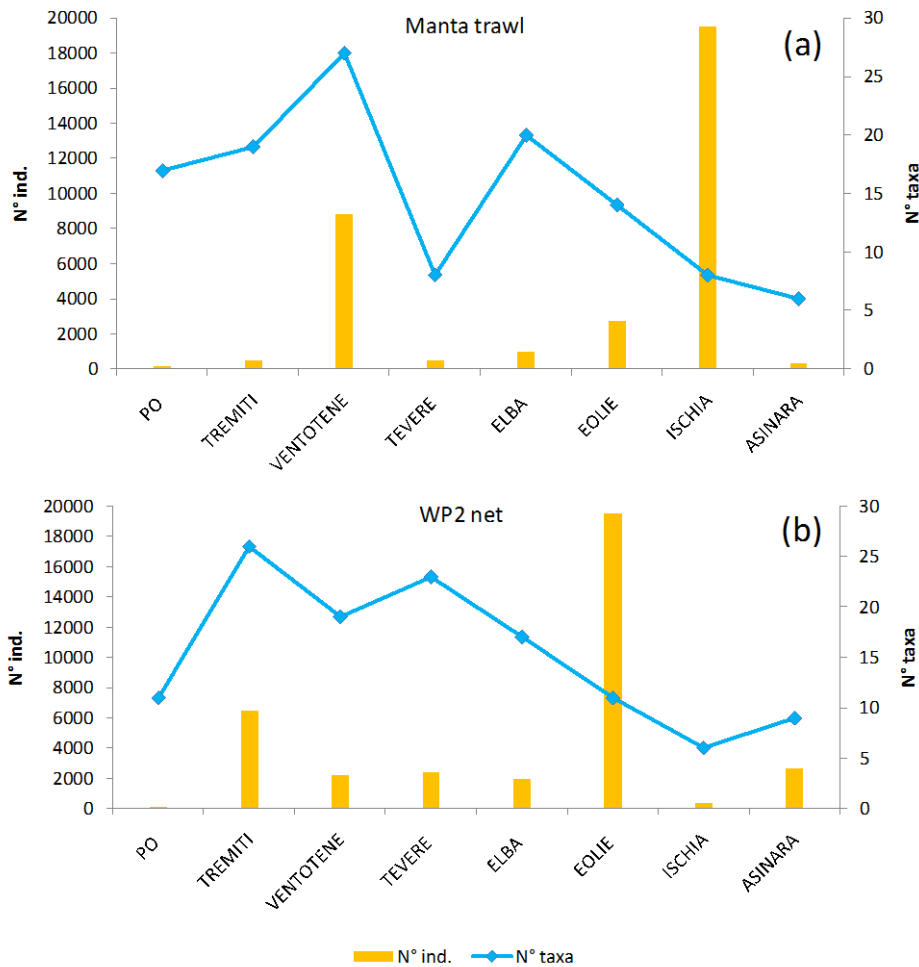 Manta trawl
(a)
20000
18000
16000
14000
12000
10000
8000
6000
4000
2000
0
N° ind.
30
25
20
15
10
5
0
N° taxa
PO
TREMITI
VENTOTENE
TEVERE
ELBA
EOLIE
ISCHIA
ASINARA
WP2 net
(b)
20000
18000
16000
14000
12000
10000
8000
6000
4000
2000
0
N° ind.
30
25
20
15
10
5
0
N° taxa
PO
TREMITI
VENTOTENE
TEVERE
ELBA
EOLIE
ISCHIA
ASINARA
N° ind. N° taxa